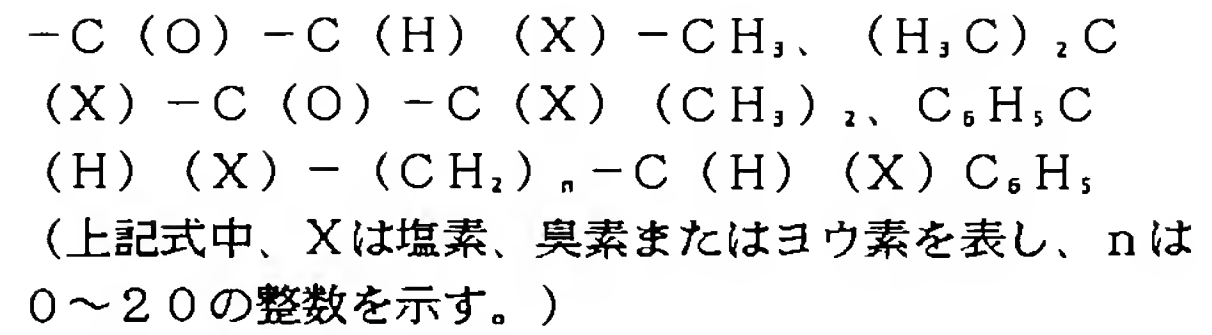 －Ｃ（Ｏ）－Ｃ（Ｈ）（Ｘ）－ＣＨ₃、（Ｈ₃Ｃ）₂Ｃ
（Ｘ）－Ｃ（Ｏ）－Ｃ（Ｘ）（ＣＨ₃）₂、Ｃ₆Ｈ₅Ｃ
（Ｈ）（Ｘ）－（ＣＨ₂）ₙ－Ｃ（Ｈ）（Ｘ）Ｃ₆Ｈ₅
（上記式中、Ｘは塩素、臭素またはヨウ素を表し、ｎは
０～２０の整数を示す。）